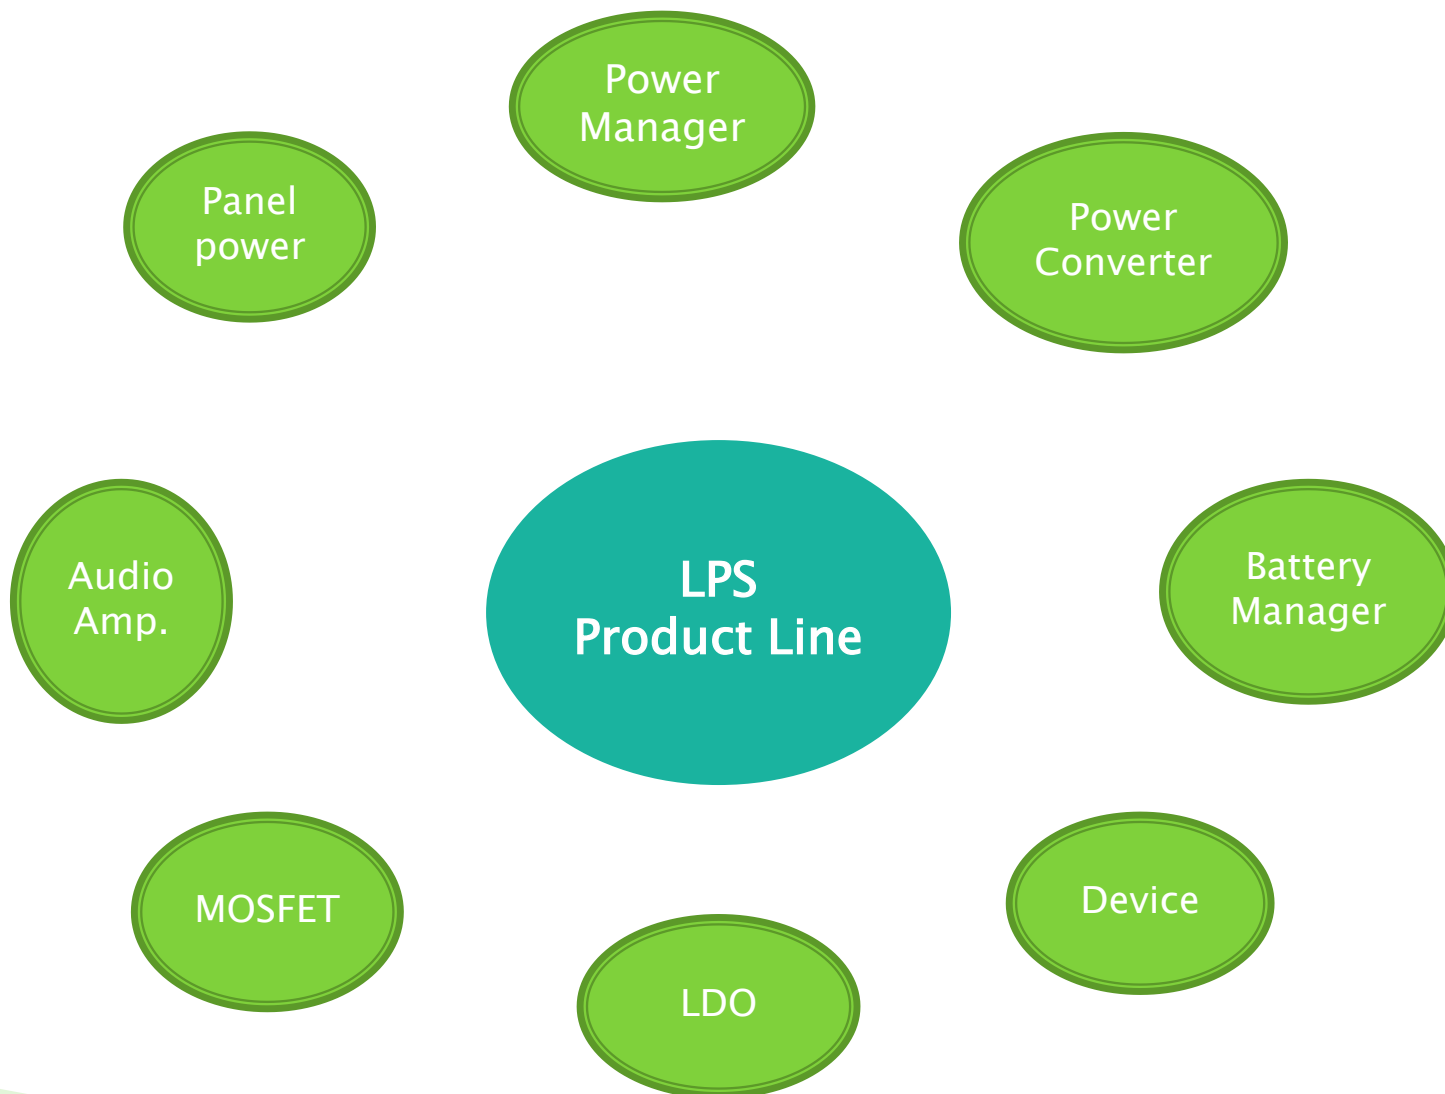 Power
Manager
Panel
power
Power
Converter
LPS
Product Line
Audio
Amp.
Battery
Manager
MOSFET
Device
LDO